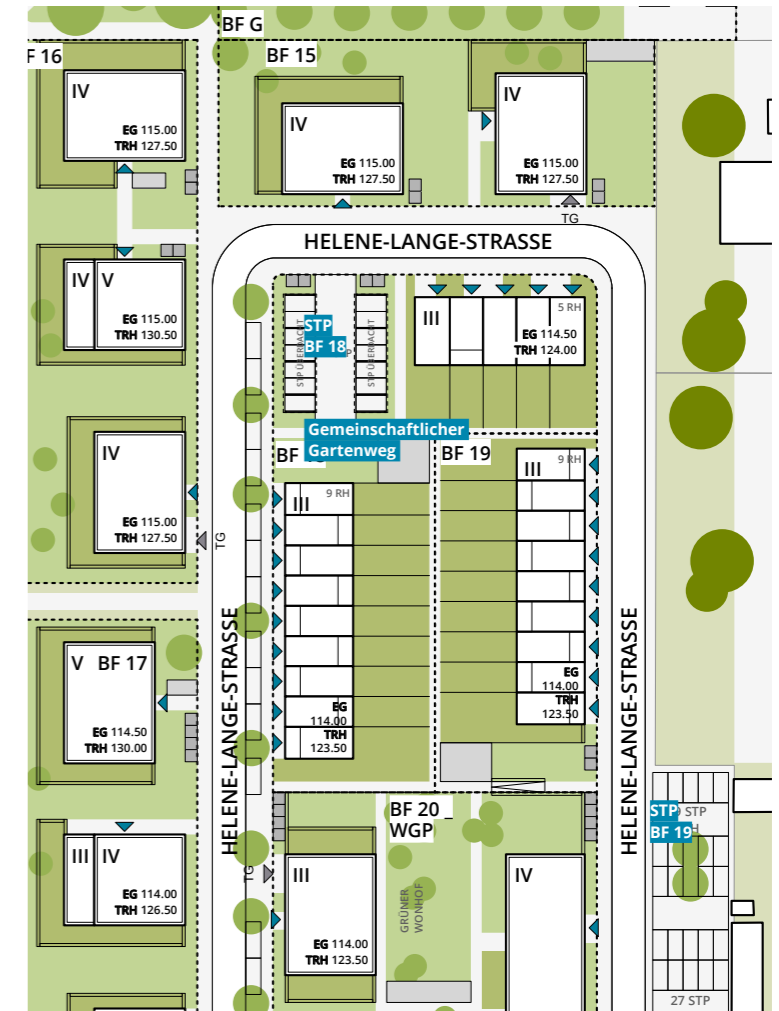 BF G
F 16
BF 15
IV
EG 115.00
TRH 127.50
IV
EG 115.00
TRH 127.50
IV
EG 115.00
TRH 127.50
TG
HELENE-LANGE-STRASSE
IV V
EG 115.00
TRH 130.50
STP ÜBERDACHT
STP
BF 18
STP ÜBERDACHT
III
5 RH
EG 114.50
TRH 124.00
Gemeinschaftlicher
Gartenweg
BF
BF 19
IV
EG 115.00
TRH 127.50
TG
III
9 RH
III
9 RH
HELENE-LANGE-STRASSE
HELENE-LANGE-STRASSE
V BF 17
EG 114.50
TRH 130.00
EG
114.00
TRH
123.50
EG
114.00
TRH
123.50
BF 20_
WGP
STP
BF 19
STP
III IV
EG 114.00
TRH 126.50
TG
III
EG 114.00
TRH 123.50
GRÜNER
WONHOF
IV
27 STP